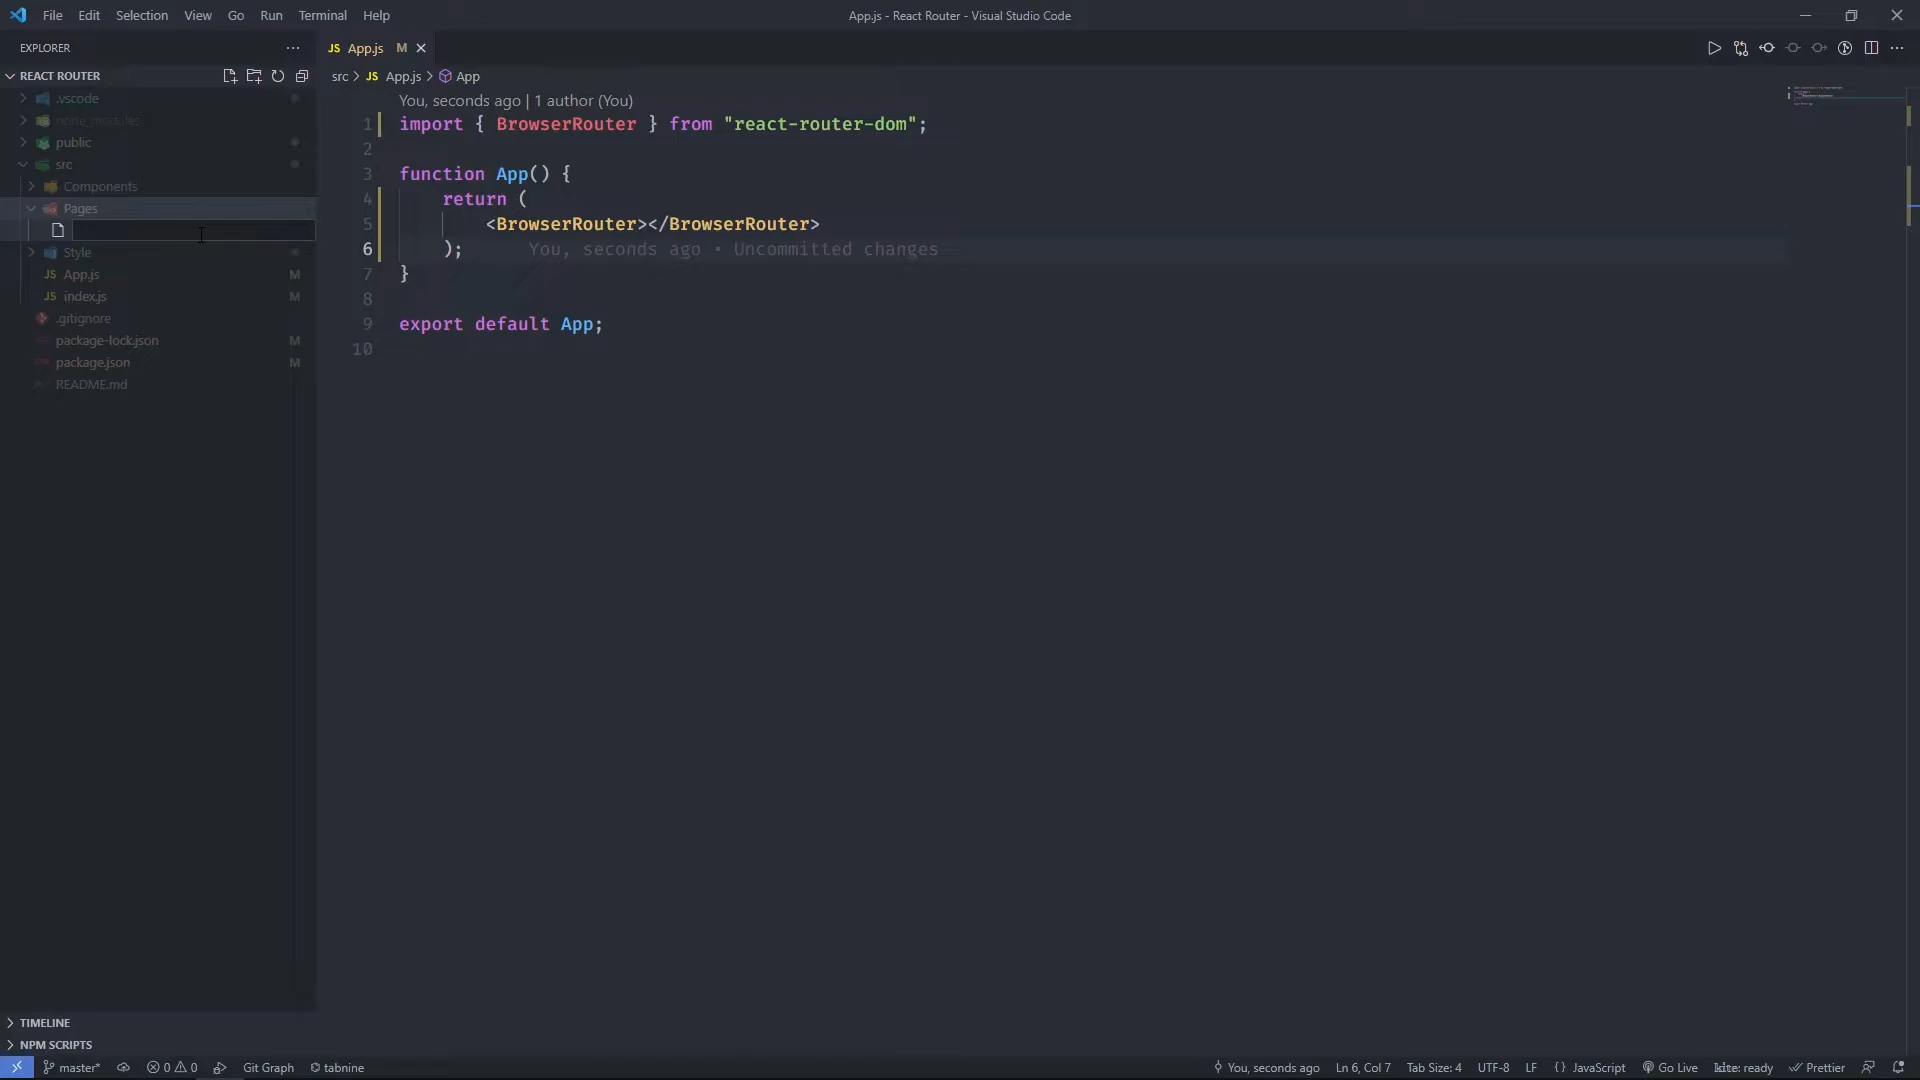 File Edit Selection View Go Run Terminal Help
App.js - React Router - Visual Studio Code
EXPLORER
JS App.js M
REACT ROUTER
src > JS App.js > App
.vscode
node_modules
public
src
Components
Pages
Style
JS App.js M
JS index.js M
.gitignore
package-lock.json M
package.json M
README.md
You, seconds ago | 1 author (You)
1 import { BrowserRouter } from "react-router-dom";
2
3 function App() {
4 return (
5 <BrowserRouter></BrowserRouter>
6 ); You, seconds ago • Uncommitted changes
7 }
8
9 export default App;
10
TIMELINE
NPM SCRIPTS
master* 0 0 Git Graph tabnine
You, seconds ago Ln 6, Col 7 Tab Size: 4 UTF-8 LF {} JavaScript Go Live kite: ready Prettier